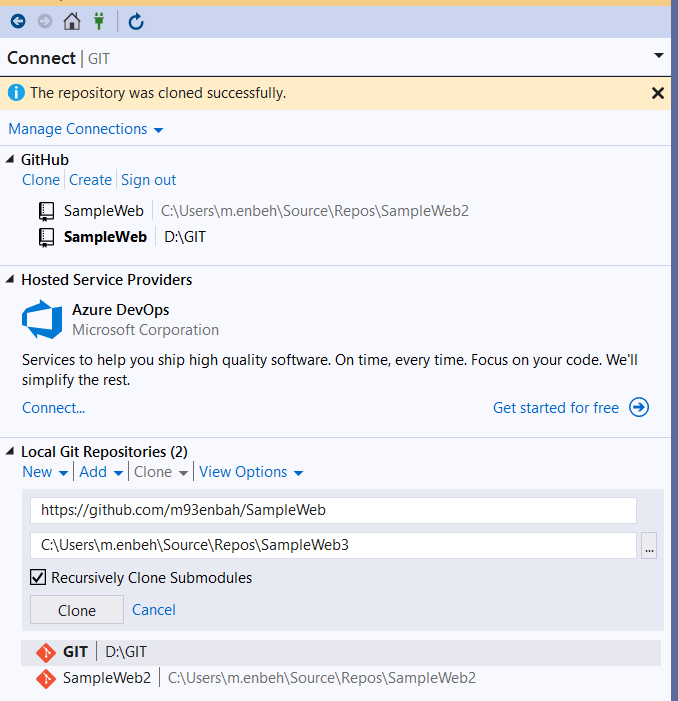 Connect | GIT
The repository was cloned successfully.
Manage Connections
GitHub
Clone | Create | Sign out
SampleWeb | C:\Users\m.enbeh\Source\Repos\SampleWeb2
SampleWeb | D:\GIT
Hosted Service Providers
Azure DevOps
Microsoft Corporation
Services to help you ship high quality software. On time, every time. Focus on your code. We'll
simplify the rest.
Connect... Get started for free
Local Git Repositories (2)
New | Add | Clone | View Options
https://github.com/m93enbah/SampleWeb
C:\Users\m.enbeh\Source\Repos\SampleWeb3 ...
Recursively Clone Submodules
Clone Cancel
GIT | D:\GIT
SampleWeb2 | C:\Users\m.enbeh\Source\Repos\SampleWeb2